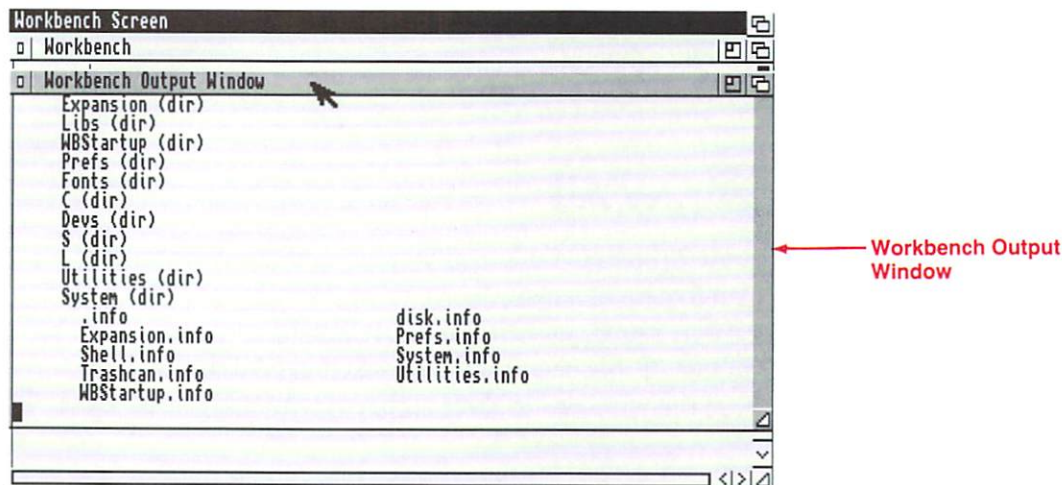 Workbench Screen
Workbench
Workbench Output Window
Expansion (dir)
Libs (dir)
WBStartup (dir)
Prefs (dir)
Fonts (dir)
C (dir)
Devs (dir)
S (dir)
L (dir)
Utilities (dir)
System (dir)
.info disk.info
Expansion.info Prefs.info
Shell.info System.info
Trashcan.info Utilities.info
WBStartup.info
Workbench Output
Window